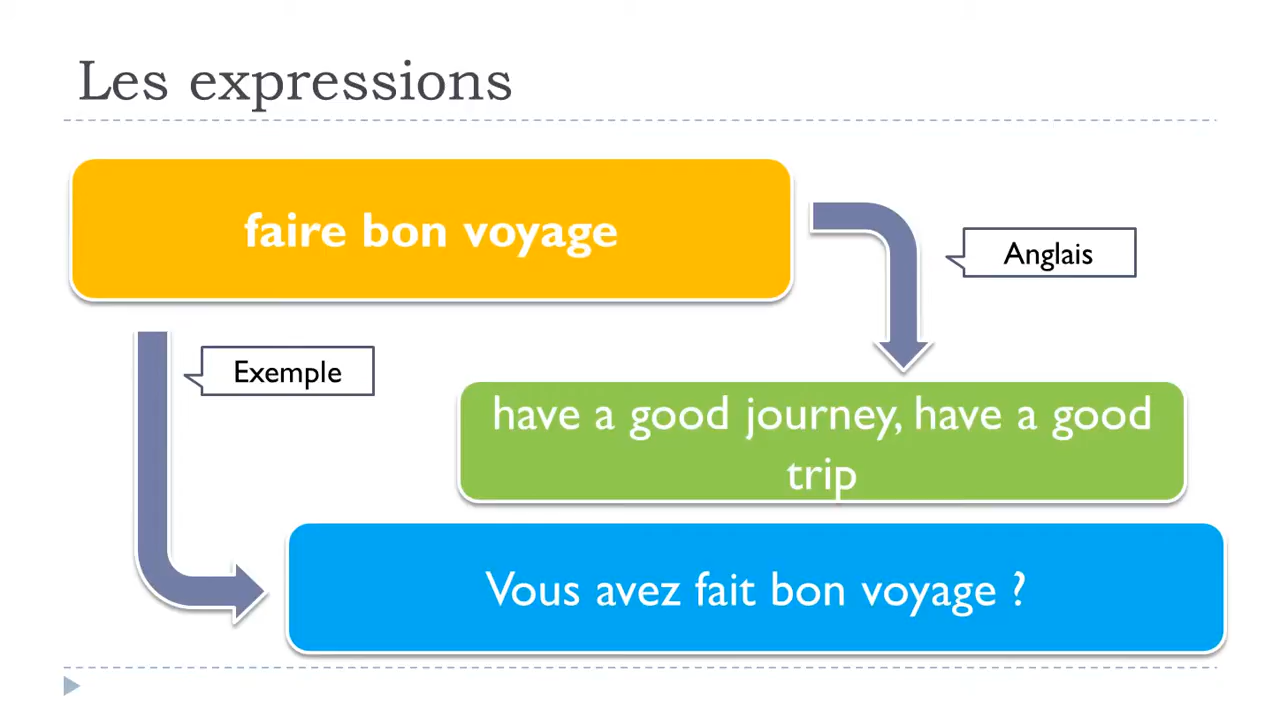 Les expressions
faire bon voyage
Anglais
Exemple
have a good journey, have a good
trip
Vous avez fait bon voyage ?